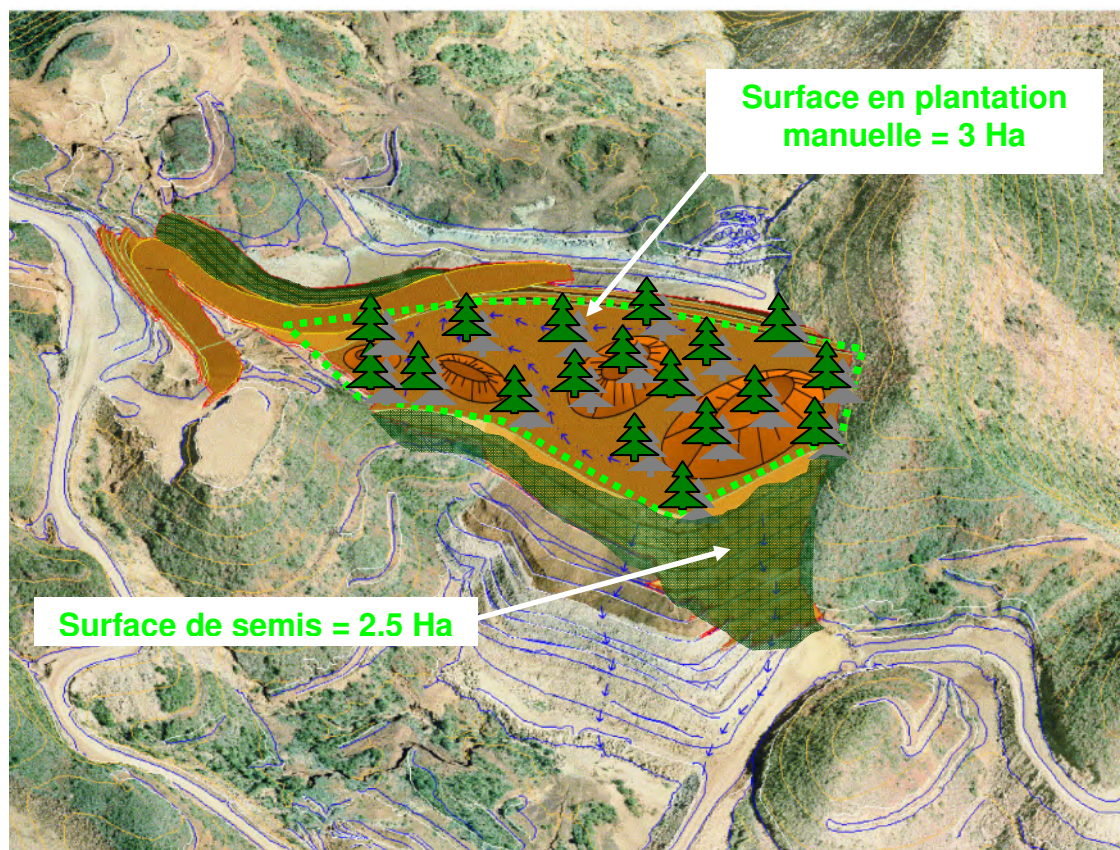 Surface en plantation
manuelle = 3 Ha
Surface de semis = 2.5 Ha